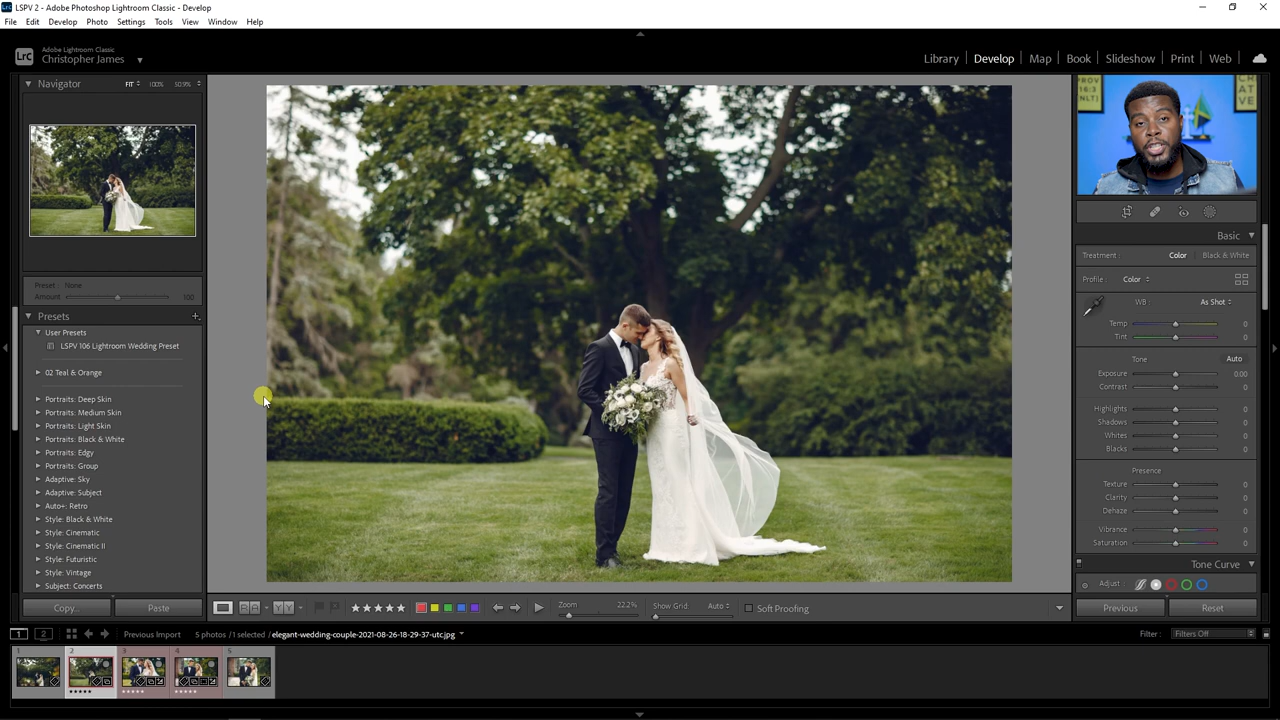 LSPV 2 - Adobe Photoshop Lightroom Classic - Develop
File Edit Develop Photo Settings Tools View Window Help
Lrc Adobe Lightroom Classic
Christopher James
Library | Develop | Map | Book | Slideshow | Print | Web
Navigator FIT 100% 50.9%
Preset : None
Amount 100
Presets
User Presets
LSPV 106 Lightroom Wedding Preset
02 Teal & Orange
Portraits: Deep Skin
Portraits: Medium Skin
Portraits: Light Skin
Portraits: Black & White
Portraits: Edgy
Portraits: Group
Adaptive: Sky
Adaptive: Subject
Auto+: Retro
Style: Black & White
Style: Cinematic
Style: Cinematic II
Style: Futuristic
Style: Vintage
Subject: Concerts
Copy... Paste
Basic
Treatment : Color Black & White
Profile : Color
WB : As Shot
Temp 0
Tint 0
Tone Auto
Exposure 0.00
Contrast 0
Highlights 0
Shadows 0
Whites 0
Blacks 0
Presence
Texture 0
Clarity 0
Dehaze 0
Vibrance 0
Saturation 0
Tone Curve
Adjust :
Previous Reset
R A Y Y Zoom 22.2% Show Grid: Auto Soft Proofing
1 2 Previous Import 5 photos / 1 selected / elegant-wedding-couple-2021-08-26-18-29-37-utc.jpg Filter : Filters Off
1 2 3 4 5